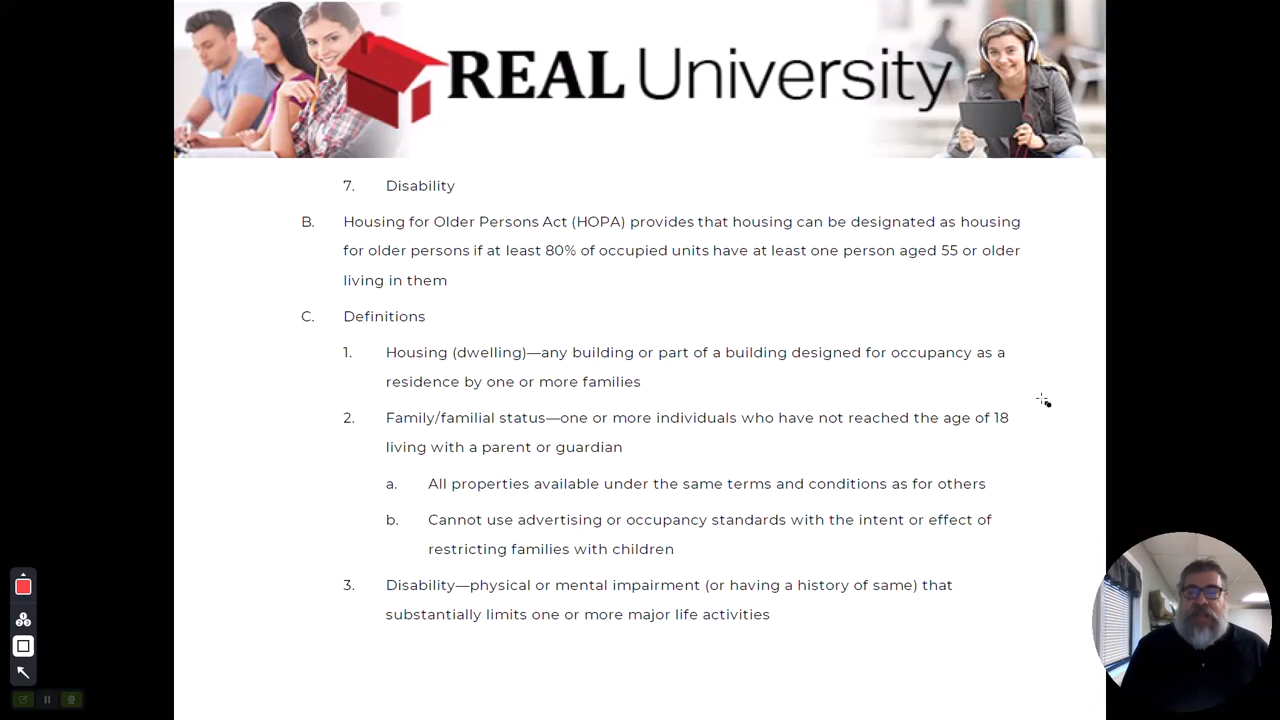 REAL University
7. Disability
B. Housing for Older Persons Act (HOPA) provides that housing can be designated as housing
for older persons if at least 80% of occupied units have at least one person aged 55 or older
living in them
C. Definitions
1. Housing (dwelling)—any building or part of a building designed for occupancy as a
residence by one or more families
2. Family/familial status—one or more individuals who have not reached the age of 18
living with a parent or guardian
a. All properties available under the same terms and conditions as for others
b. Cannot use advertising or occupancy standards with the intent or effect of
restricting families with children
3. Disability—physical or mental impairment (or having a history of same) that
substantially limits one or more major life activities